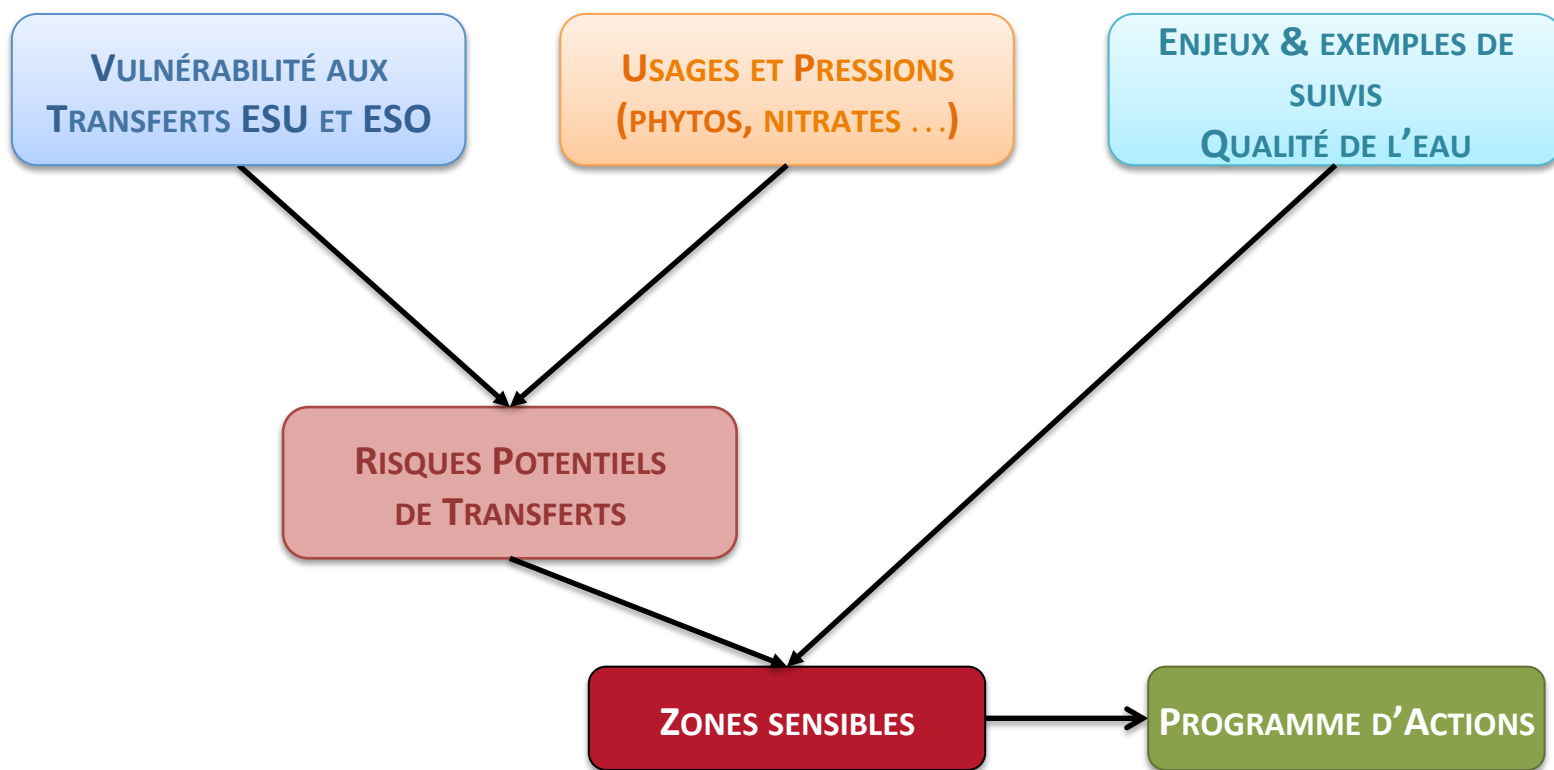 Vulnérabilité aux
Transferts ESU et ESO
Usages et Pressions
(phytos, nitrates ...)
Enjeux & exemples de
suivis
Qualité de l'eau
Risques Potentiels
de Transferts
Zones sensibles
Programme d'Actions